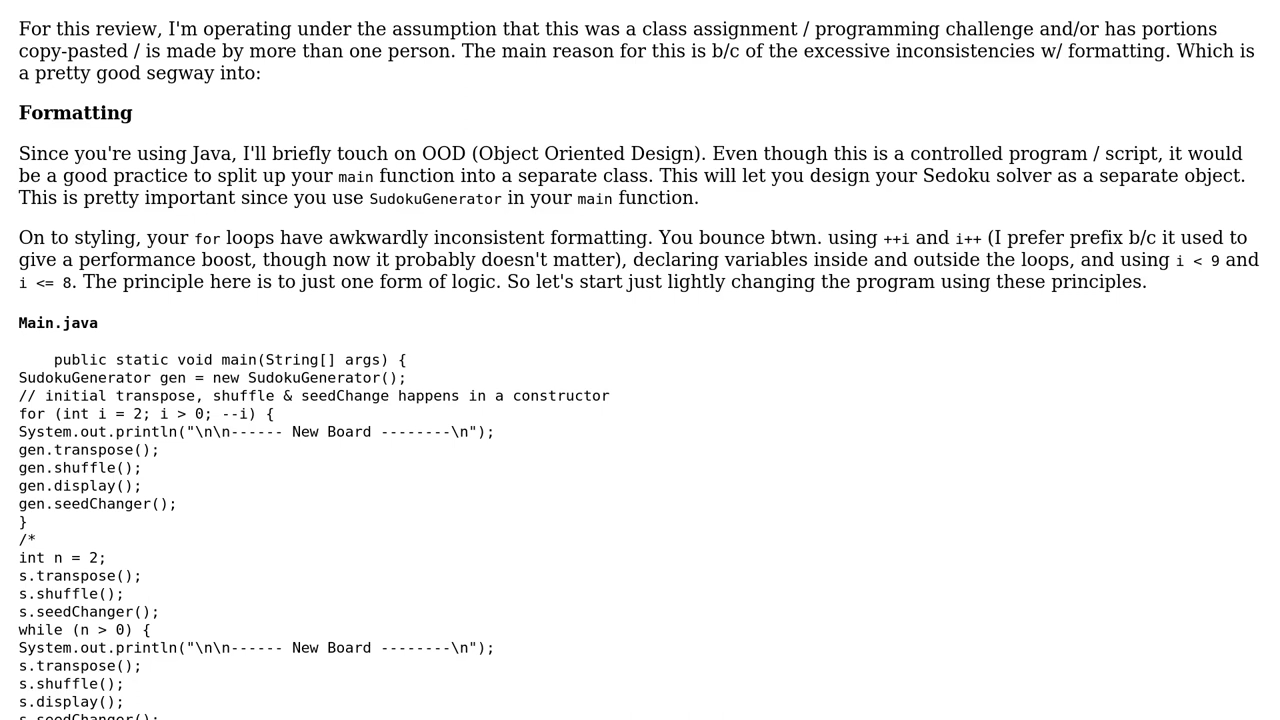 For this review, I'm operating under the assumption that this was a class assignment / programming challenge and/or has portions
copy-pasted / is made by more than one person. The main reason for this is b/c of the excessive inconsistencies w/ formatting. Which is
a pretty good segway into:
Formatting
Since you're using Java, I'll briefly touch on OOD (Object Oriented Design). Even though this is a controlled program / script, it would
be a good practice to split up your main function into a separate class. This will let you design your Sedoku solver as a separate object.
This is pretty important since you use SudokuGenerator in your main function.
On to styling, your for loops have awkwardly inconsistent formatting. You bounce btwn. using ++i and i++ (I prefer prefix b/c it used to
give a performance boost, though now it probably doesn't matter), declaring variables inside and outside the loops, and using i < 9 and
i <= 8. The principle here is to just one form of logic. So let's start just lightly changing the program using these principles.
Main.java
    public static void main(String[] args) {
SudokuGenerator gen = new SudokuGenerator();
// initial transpose, shuffle & seedChange happens in a constructor
for (int i = 2; i > 0; --i) {
System.out.println("\n\n------ New Board --------\n");
gen.transpose();
gen.shuffle();
gen.display();
gen.seedChanger();
}
/*
int n = 2;
s.transpose();
s.shuffle();
s.seedChanger();
while (n > 0) {
System.out.println("\n\n------ New Board --------\n");
s.transpose();
s.shuffle();
s.display();
s.seedChanger();